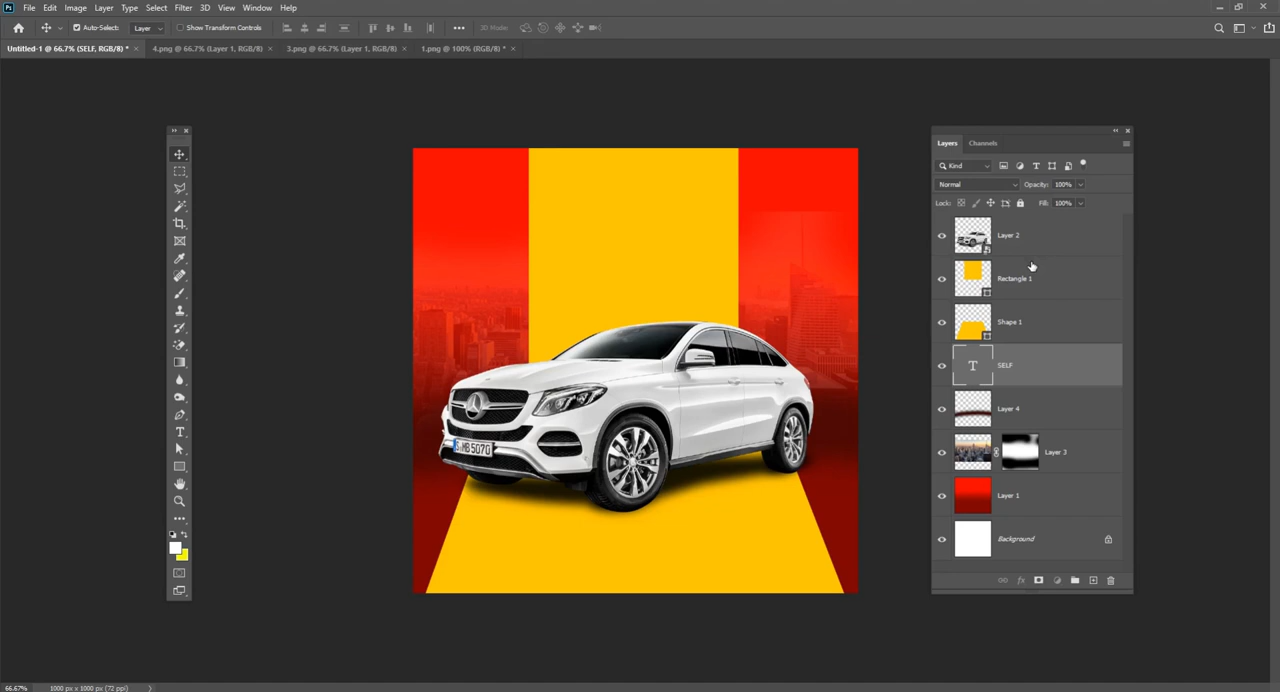 Ps File Edit Image Layer Type Select Filter 3D View Window Help
Auto-Select: Layer Show Transform Controls 3D Mode:
Untitled-1 @ 66.7% (SELF, RGB/8) * × 4.png @ 66.7% (Layer 1, RGB/8) × 3.png @ 66.7% (Layer 1, RGB/8) * × 1.png @ 100% (RGB/8) * ×
Layers Channels
Kind
Normal Opacity: 100%
Lock: Fill: 100%
Layer 2
Rectangle 1
Shape 1
T SELF
Layer 4
Layer 3
Layer 1
Background
S·MB 5070
66.67% 1000 px x 1000 px (72 ppi)